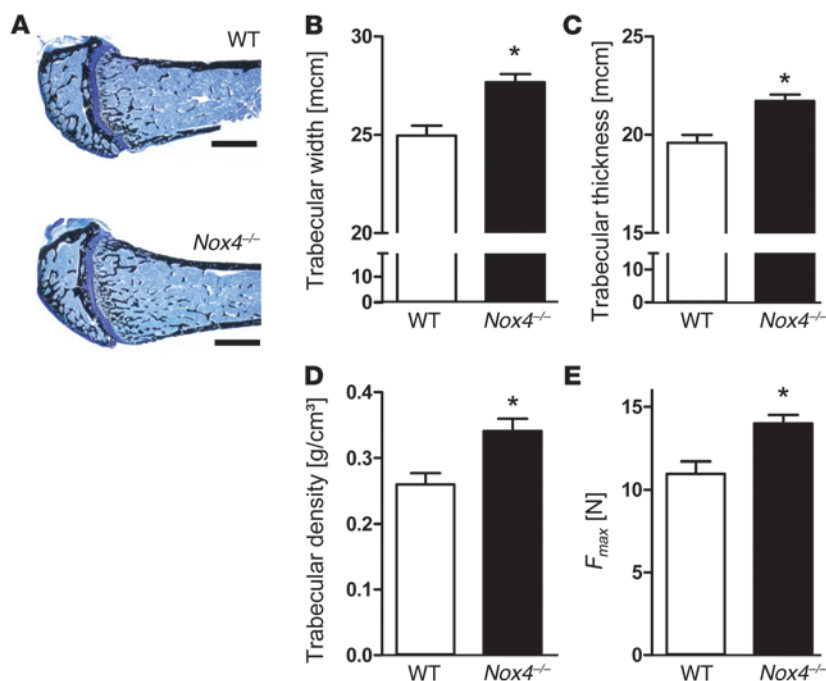 A
WT
Nox4–/–
B
Trabecular width [mcm]
30
25
20
10
0
*
WT
Nox4–/–
C
Trabecular thickness [mcm]
25
20
15
10
0
*
WT
Nox4–/–
D
Trabecular density [g/cm³]
0.4
0.3
0.2
0.1
0.0
*
WT
Nox4–/–
E
Fmax [N]
15
10
5
0
*
WT
Nox4–/–